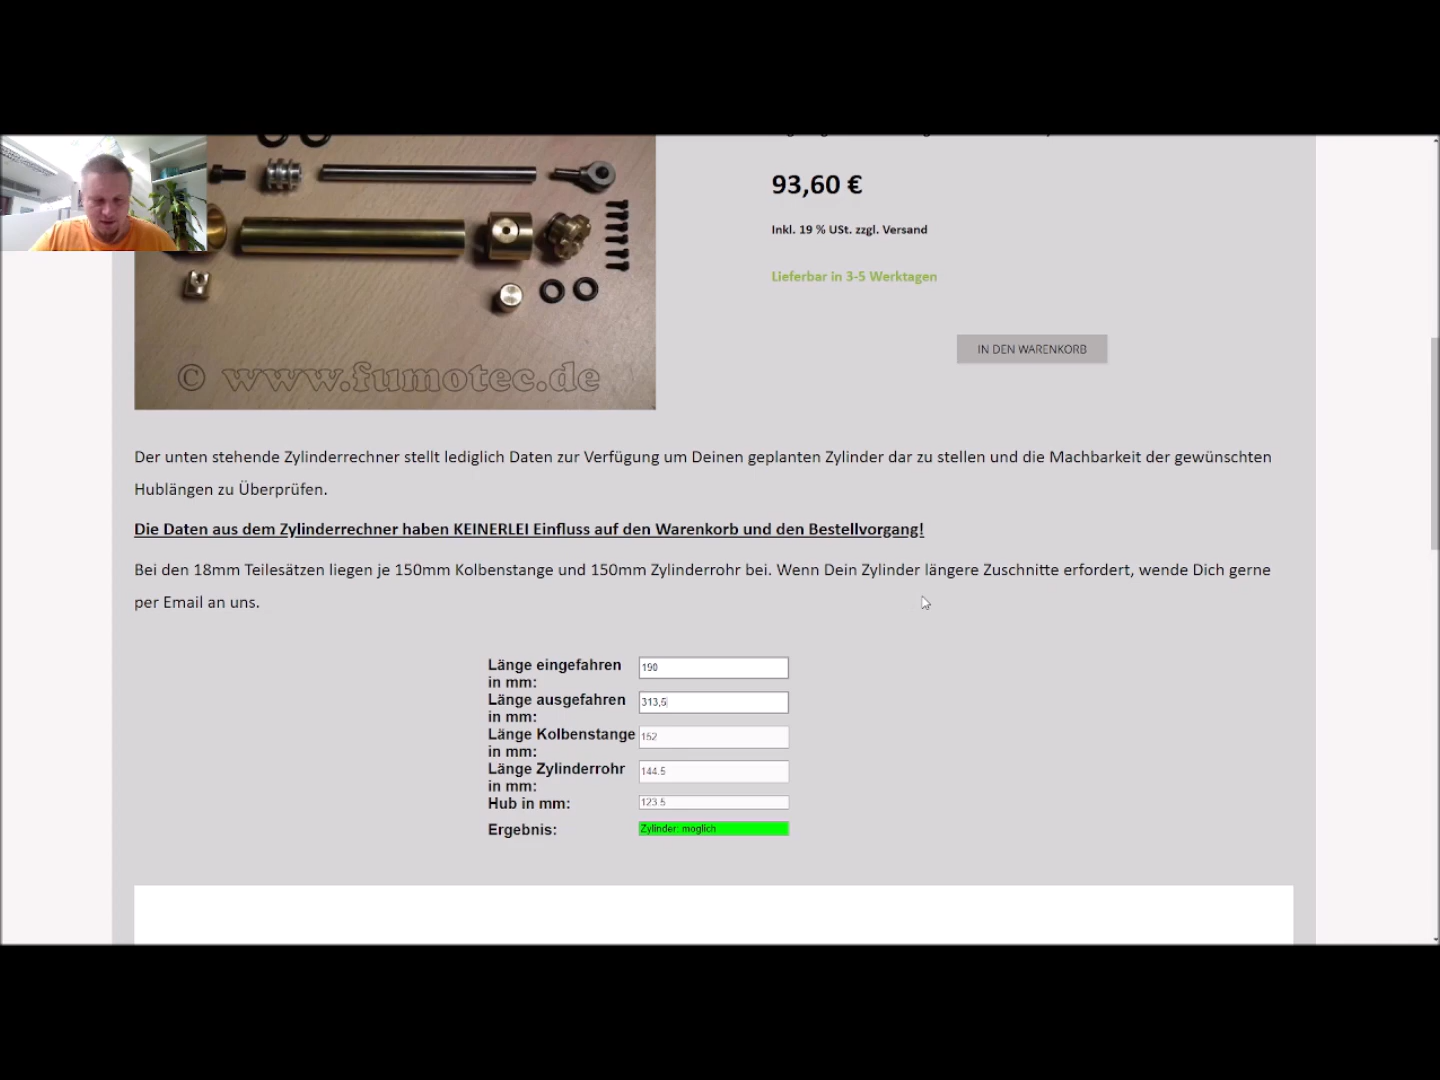 93,60 €
Inkl. 19 % USt. zzgl. Versand
Lieferbar in 3-5 Werktagen
IN DEN WARENKORB
© www.fumotec.de
Der unten stehende Zylinderrechner stellt lediglich Daten zur Verfügung um Deinen geplanten Zylinder dar zu stellen und die Machbarkeit der gewünschten
Hublängen zu Überprüfen.
Die Daten aus dem Zylinderrechner haben KEINERLEI Einfluss auf den Warenkorb und den Bestellvorgang!
Bei den 18mm Teilesätzen liegen je 150mm Kolbenstange und 150mm Zylinderrohr bei. Wenn Dein Zylinder längere Zuschnitte erfordert, wende Dich gerne
per Email an uns.
Länge eingefahren
in mm: 190
Länge ausgefahren
in mm: 313,5
Länge Kolbenstange
in mm: 152
Länge Zylinderrohr
in mm: 144.5
Hub in mm: 123.5
Ergebnis: Zylinder: möglich